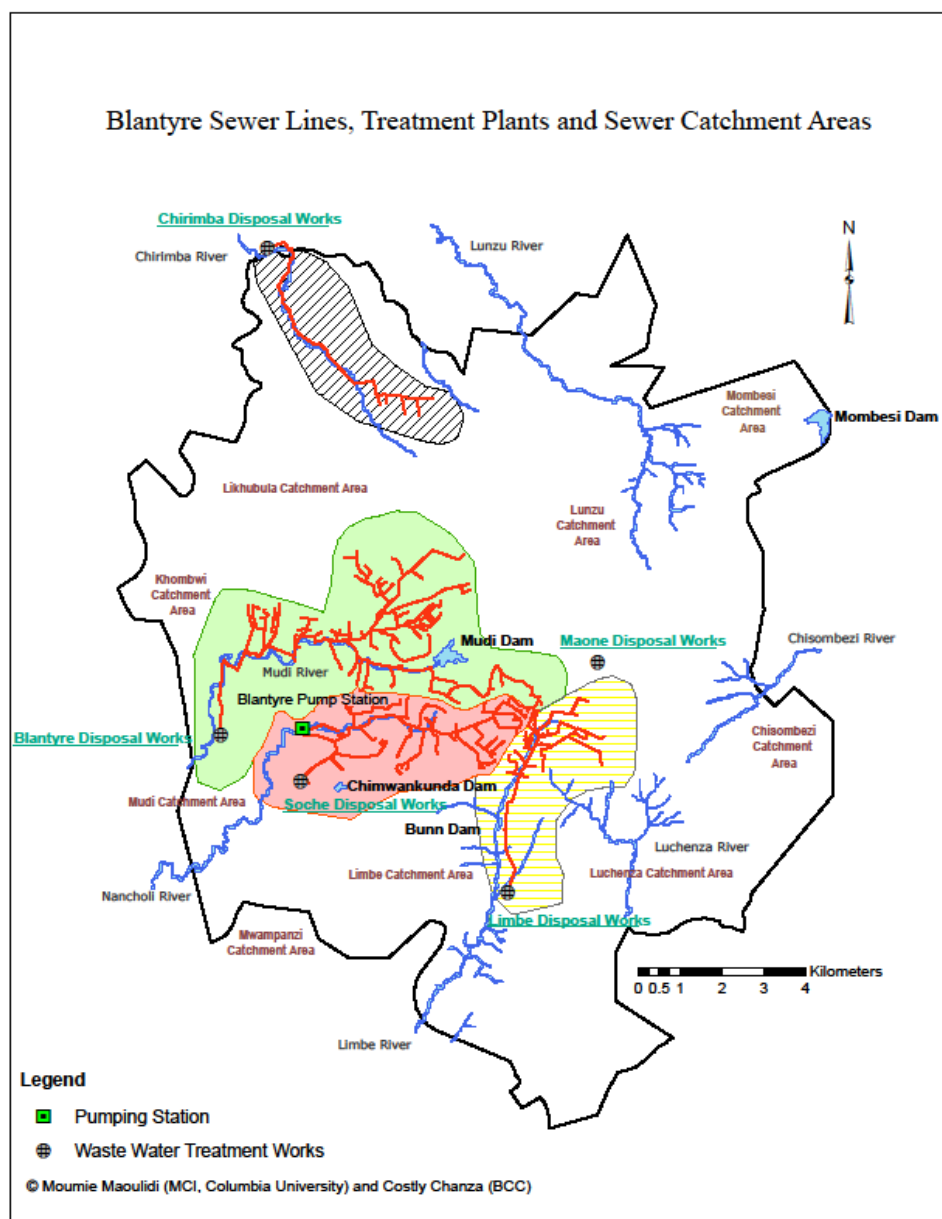 Blantyre Sewer Lines, Treatment Plants and Sewer Catchment Areas
Chirimba Disposal Works
Chirimba River
Lunzu River
N
Mombesi
Catchment
Area
Mombesi Dam
Likhubula Catchment Area
Lunzu
Catchment
Area
Khombwi
Catchment
Area
Mudi Dam
Maone Disposal Works
Chisombezi River
Mudi River
Blantyre Pump Station
Blantyre Disposal Works
Chisombezi
Catchment
Area
Chimwankunda Dam
Mudi Catchment Area
Soche Disposal Works
Bunn Dam
Luchenza River
Limbe Catchment Area
Luchenza Catchment Area
Nancholi River
Limbe Disposal Works
Mwampanzi
Catchment Area
Kilometers
0 0.5 1 2 3 4
Limbe River
Legend
Pumping Station
Waste Water Treatment Works
© Moumie Maoulidi (MCI, Columbia University) and Costly Chanza (BCC)